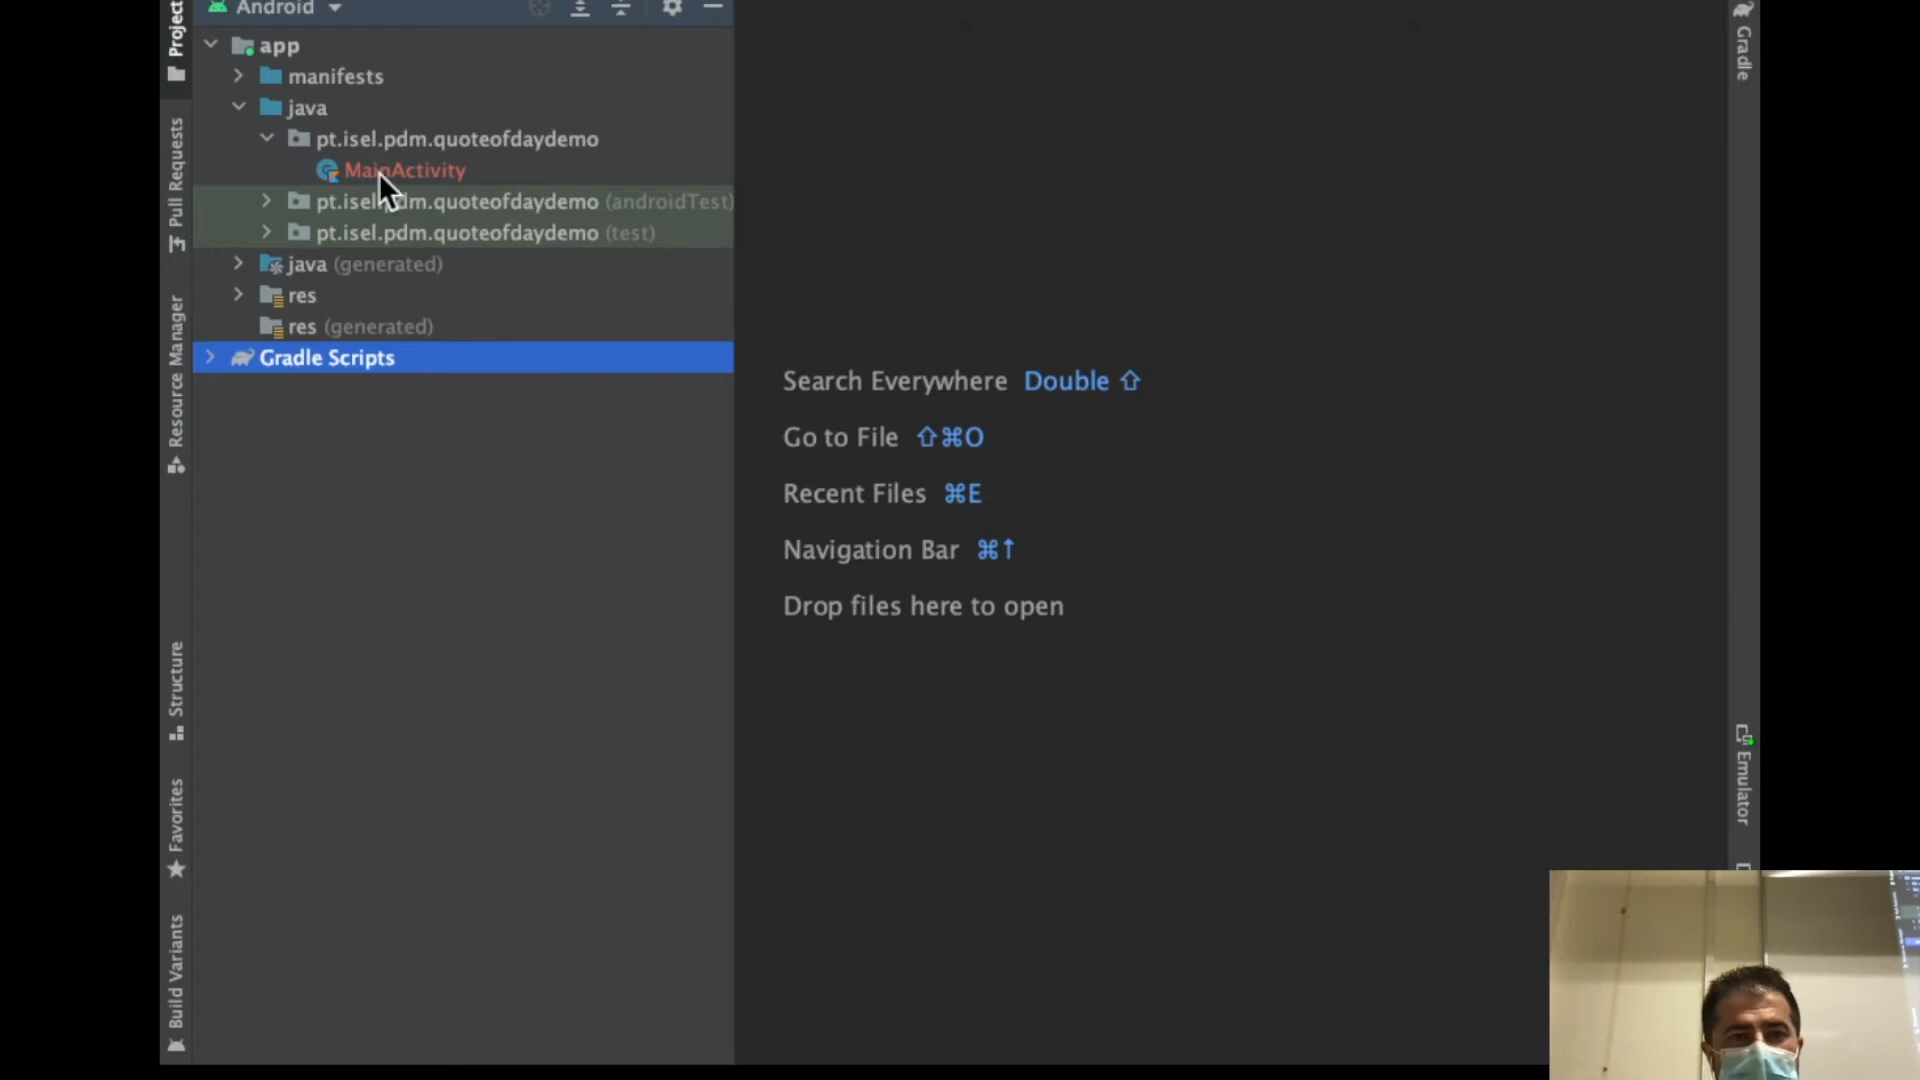 Android
app
manifests
java
pt.isel.pdm.quoteofdaydemo
MainActivity
pt.isel.pdm.quoteofdaydemo (androidTest)
pt.isel.pdm.quoteofdaydemo (test)
java (generated)
res
res (generated)
Gradle Scripts
Project
Pull Requests
Resource Manager
Structure
Favorites
Build Variants
Search Everywhere Double ⇧
Go to File ⇧⌘O
Recent Files ⌘E
Navigation Bar ⌘↑
Drop files here to open
Gradle
Emulator